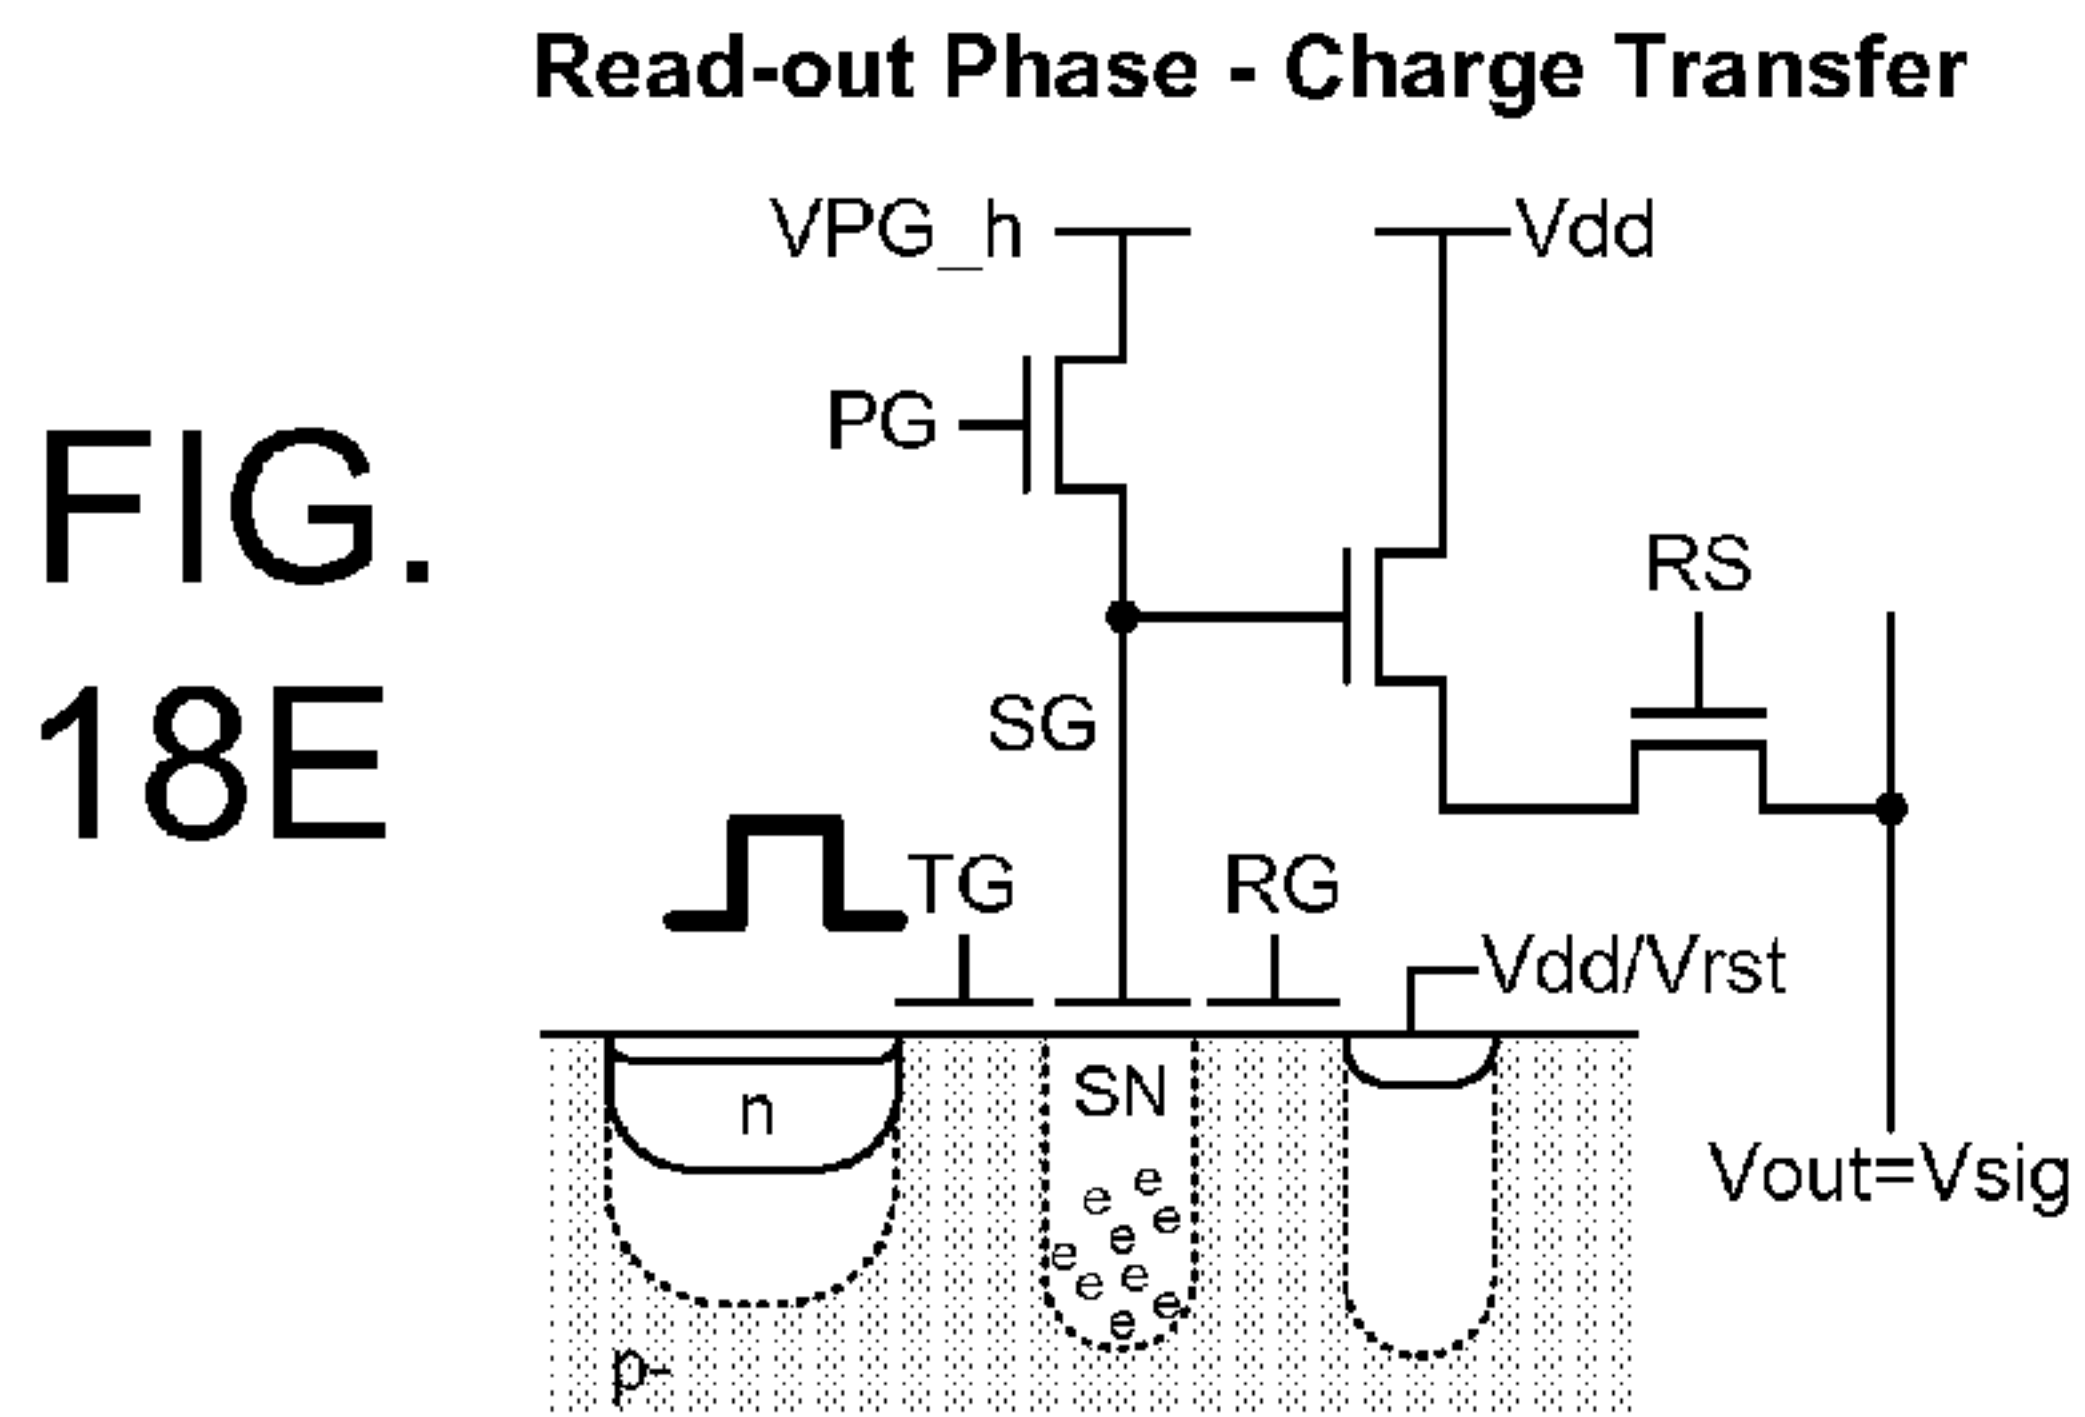 Read-out Phase - Charge Transfer
VPG_h
Vdd
PG
FIG.
18E
RS
SG
TG
RG
Vdd/Vrst
n
SN
Vout=Vsig
e
e
e
e
e
e
e
e
e
p-